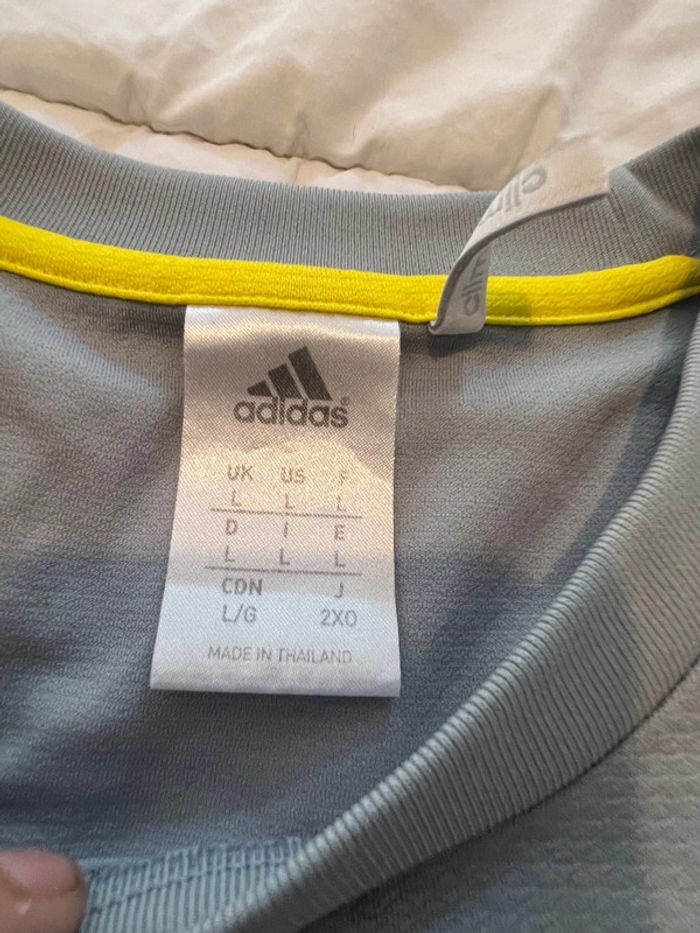 adidas®
UK US F
L L L
D I E
L L L
CDN J
L/G 2XO
MADE IN THAILAND